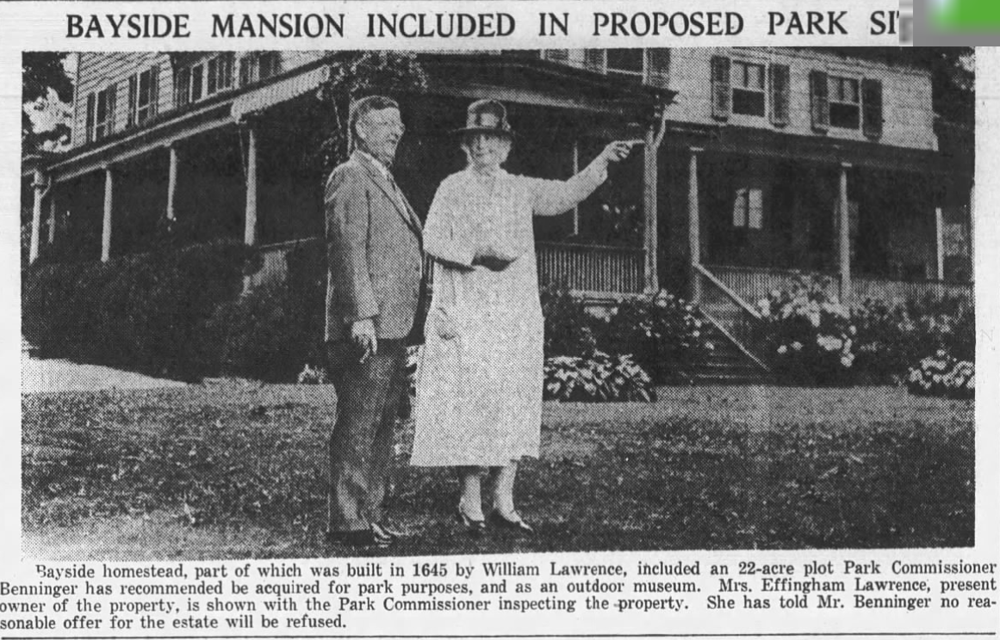 BAYSIDE MANSION INCLUDED IN PROPOSED PARK
Bayside homestead, part of which was built in 1645 by William Lawrence, included an 22-acre plot Park Commissioner
Benninger has recommended be acquired for park purposes, and as an outdoor museum. Mrs. Effingham Lawrence, present
owner of the property, is shown with the Park Commissioner inspecting the property. She has told Mr. Benninger no rea-
sonable offer for the estate will be refused.